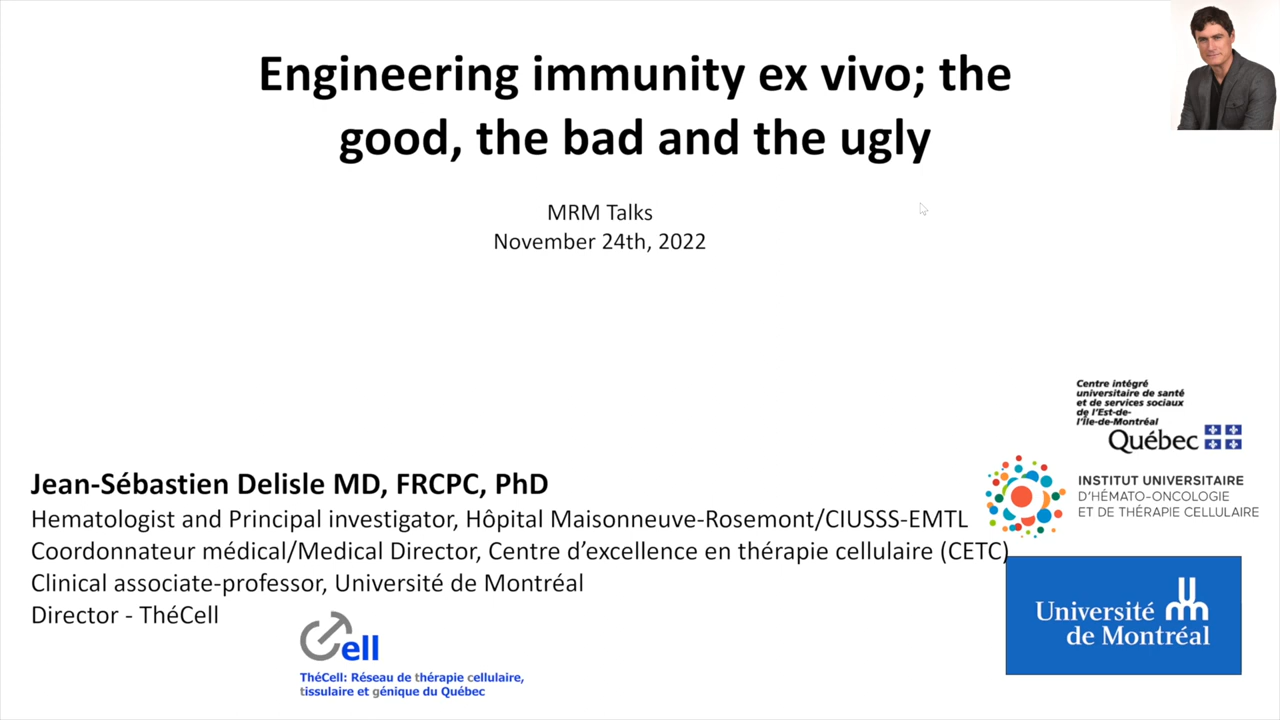 Engineering immunity ex vivo; the
good, the bad and the ugly
MRM Talks
November 24th, 2022
Centre intégré
universitaire de santé
et de services sociaux
de l'Est-de-
l'Île-de-Montréal
Québec
Jean-Sébastien Delisle MD, FRCPC, PhD
Hematologist and Principal investigator, Hôpital Maisonneuve-Rosemont/CIUSSS-EMTL
Coordonnateur médical/Medical Director, Centre d'excellence en thérapie cellulaire (CETC)
Clinical associate-professor, Université de Montréal
Director - ThéCell
INSTITUT UNIVERSITAIRE
D'HÉMATO-ONCOLOGIE
ET DE THÉRAPIE CELLULAIRE
Université
de Montréal
Cell
ThéCell: Réseau de thérapie cellulaire,
tissulaire et génique du Québec